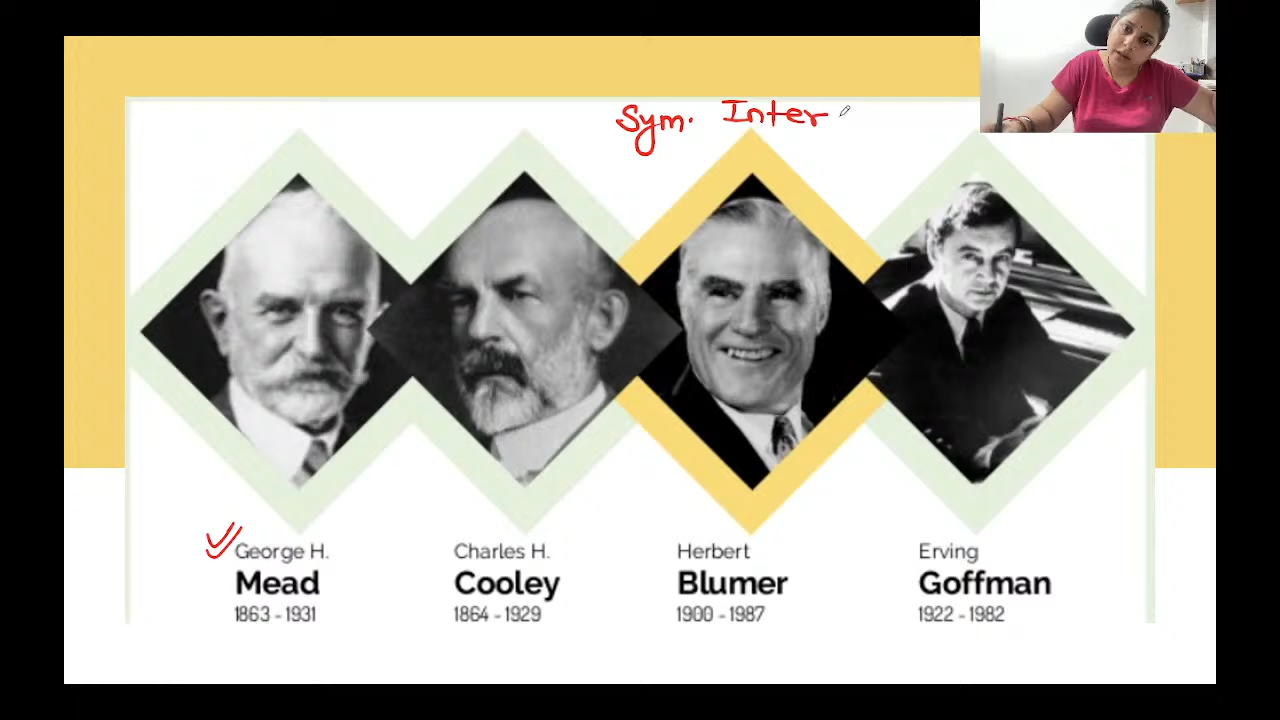 Sym. Inter
George H.
Mead
1863 - 1931
Charles H.
Cooley
1864 - 1929
Herbert
Blumer
1900 - 1987
Erving
Goffman
1922 - 1982